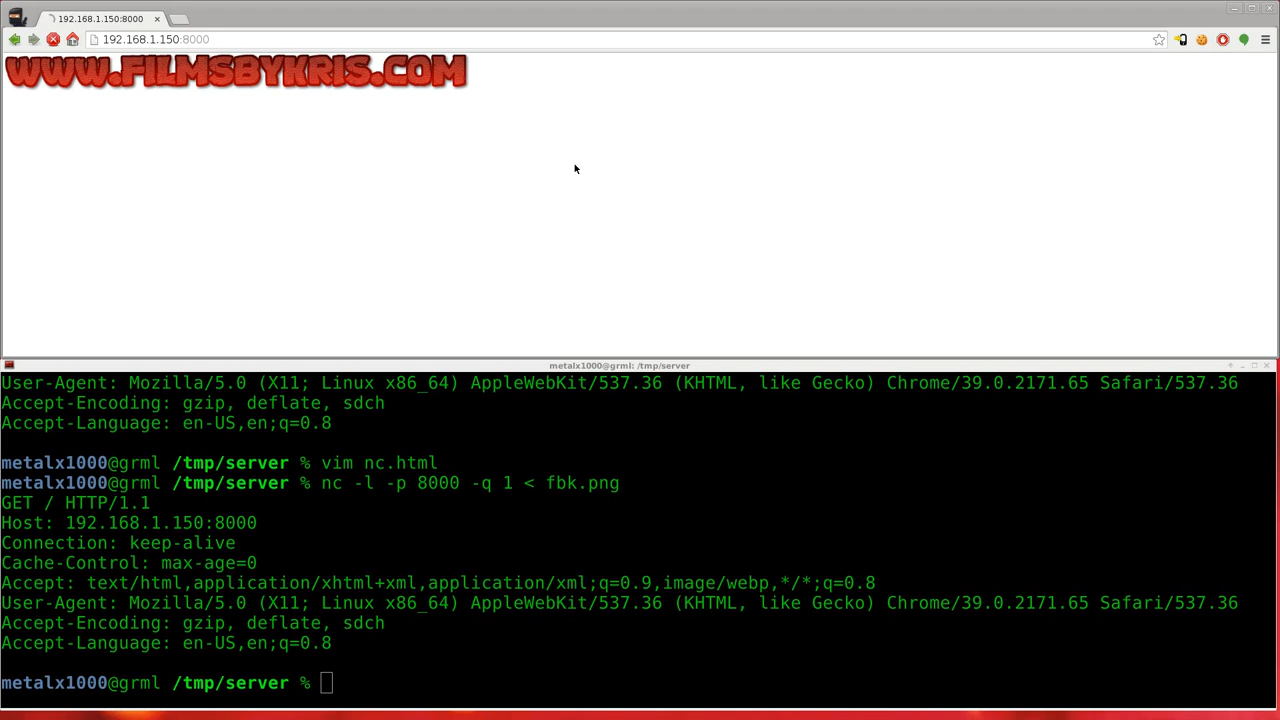 192.168.1.150:8000
192.168.1.150:8000
WWW.FILMSBYKRIS.COM
metalx1000@grml: /tmp/server
User-Agent: Mozilla/5.0 (X11; Linux x86_64) AppleWebKit/537.36 (KHTML, like Gecko) Chrome/39.0.2171.65 Safari/537.36
Accept-Encoding: gzip, deflate, sdch
Accept-Language: en-US,en;q=0.8
metalx1000@grml /tmp/server % vim nc.html
metalx1000@grml /tmp/server % nc -l -p 8000 -q 1 < fbk.png
GET / HTTP/1.1
Host: 192.168.1.150:8000
Connection: keep-alive
Cache-Control: max-age=0
Accept: text/html,application/xhtml+xml,application/xml;q=0.9,image/webp,*/*;q=0.8
User-Agent: Mozilla/5.0 (X11; Linux x86_64) AppleWebKit/537.36 (KHTML, like Gecko) Chrome/39.0.2171.65 Safari/537.36
Accept-Encoding: gzip, deflate, sdch
Accept-Language: en-US,en;q=0.8
metalx1000@grml /tmp/server %